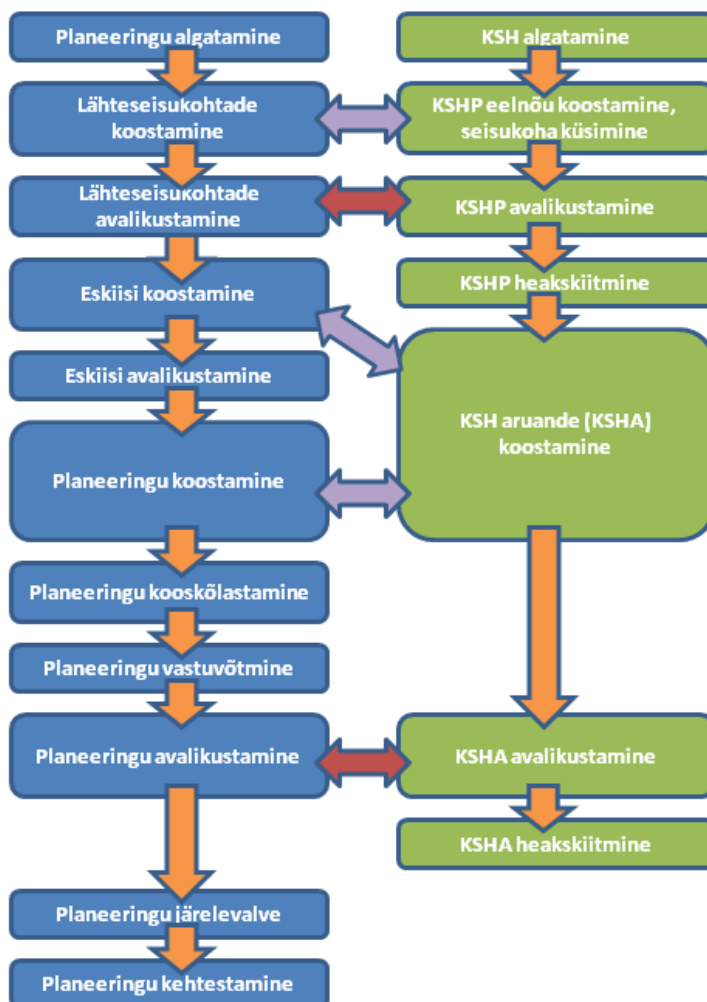 Planeeringu algatamine
Lähteseisukohtade
koostamine
Lähteseisukohtade
avalikustamine
Eskiisi koostamine
Eskiisi avalikustamine
Planeeringu koostamine
Planeeringu kooskõlastamine
Planeeringu vastuvõtmine
Planeeringu avalikustamine
Planeeringu järelevalve
Planeeringu kehtestamine
KSH algatamine
KSHP eelnõu koostamine,
seisukoha küsimine
KSHP avalikustamine
KSHP heakskiitmine
KSH aruande (KSHA)
koostamine
KSHA avalikustamine
KSHA heakskiitmine